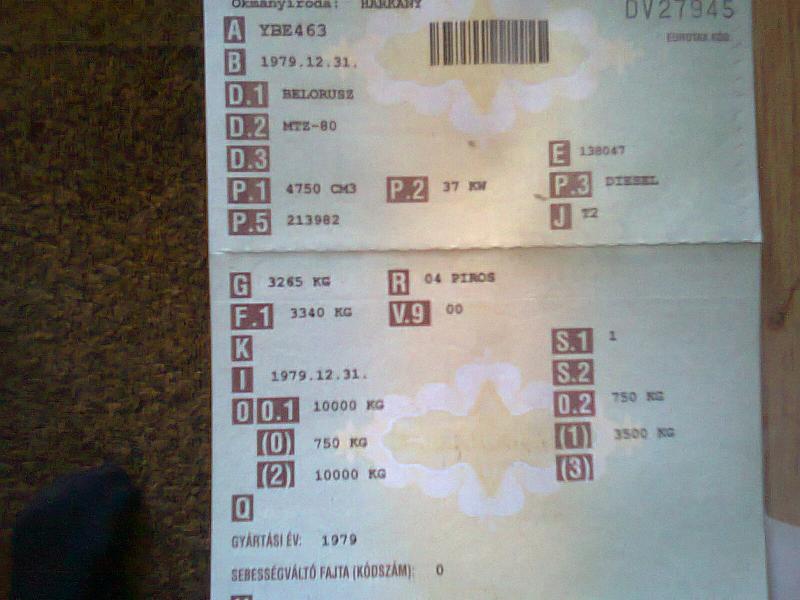 Okmányiroda: HARKÁNY DV27945
A YBE463 EUROTAX KÓD:
B 1979.12.31.
D.1 BELORUSZ
D.2 MTZ-80
D.3 E 138047
P.1 4750 CM3 P.2 37 KW P.3 DIESEL
P.5 213982 J T2
G 3265 KG R 04 PIROS
F.1 3340 KG V.9 00
K S.1 1
I 1979.12.31. S.2
O O.1 10000 KG O.2 750 KG
(0) 750 KG (1) 3500 KG
(2) 10000 KG (3)
Q
GYÁRTÁSI ÉV: 1979
SEBESSÉGVÁLTÓ FAJTA (KÓDSZÁM): 0